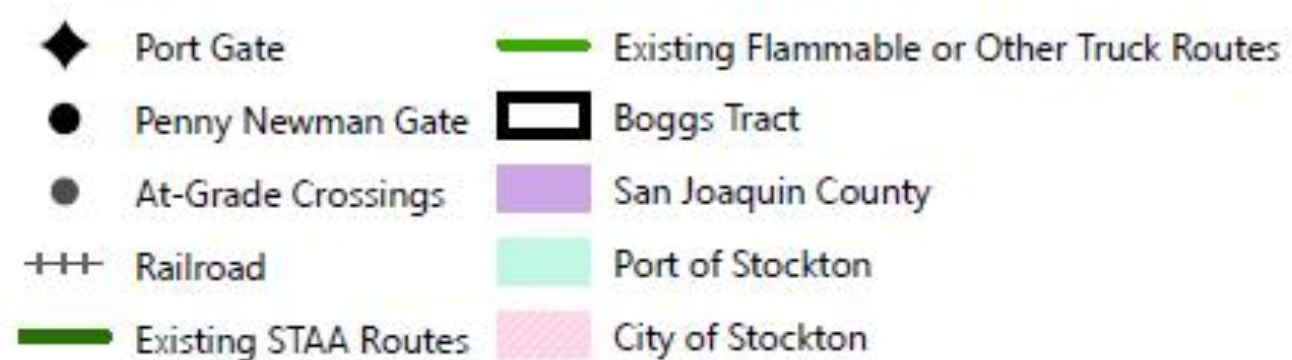 Port Gate
Penny Newman Gate
At-Grade Crossings
Railroad
Existing STAA Routes
Existing Flammable or Other Truck Routes
Boggs Tract
San Joaquin County
Port of Stockton
City of Stockton